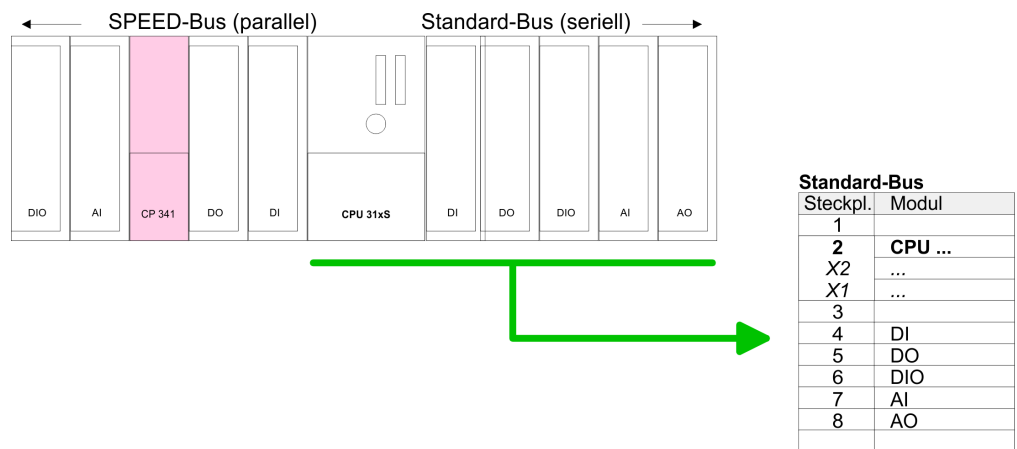 SPEED-Bus (parallel) Standard-Bus (seriell)
DIO AI CP 341 DO DI CPU 31xS DI DO DIO AI AO
Standard-Bus
Steckpl. Modul
1
2 CPU ...
X2 ...
X1 ...
3
4 DI
5 DO
6 DIO
7 AI
8 AO